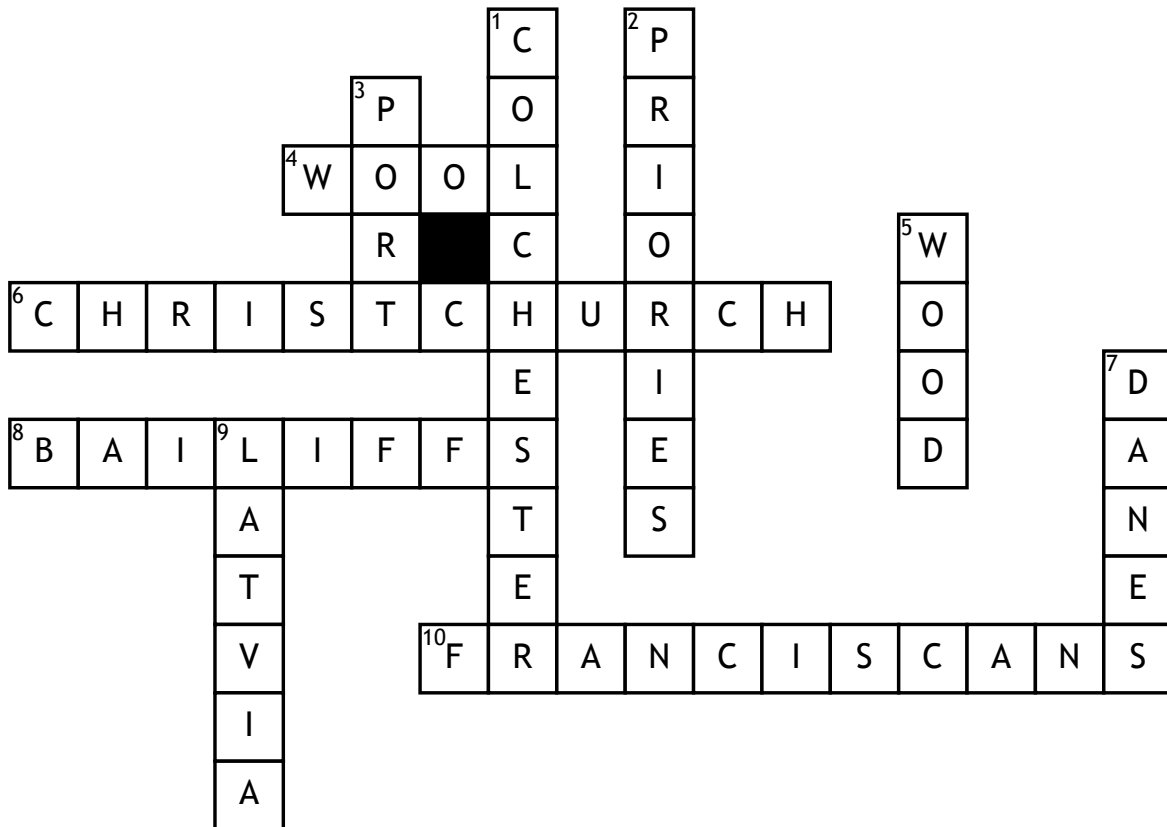 1 C 2 P
3 P O R
4 W O O L I
R C O 5 W
6 C H R I S T C H U R C H O
E I O 7 D
8 B A I 9 L I F F S E D A
A T S N
T E E
V 10 F R A N C I S C A N S
I
A